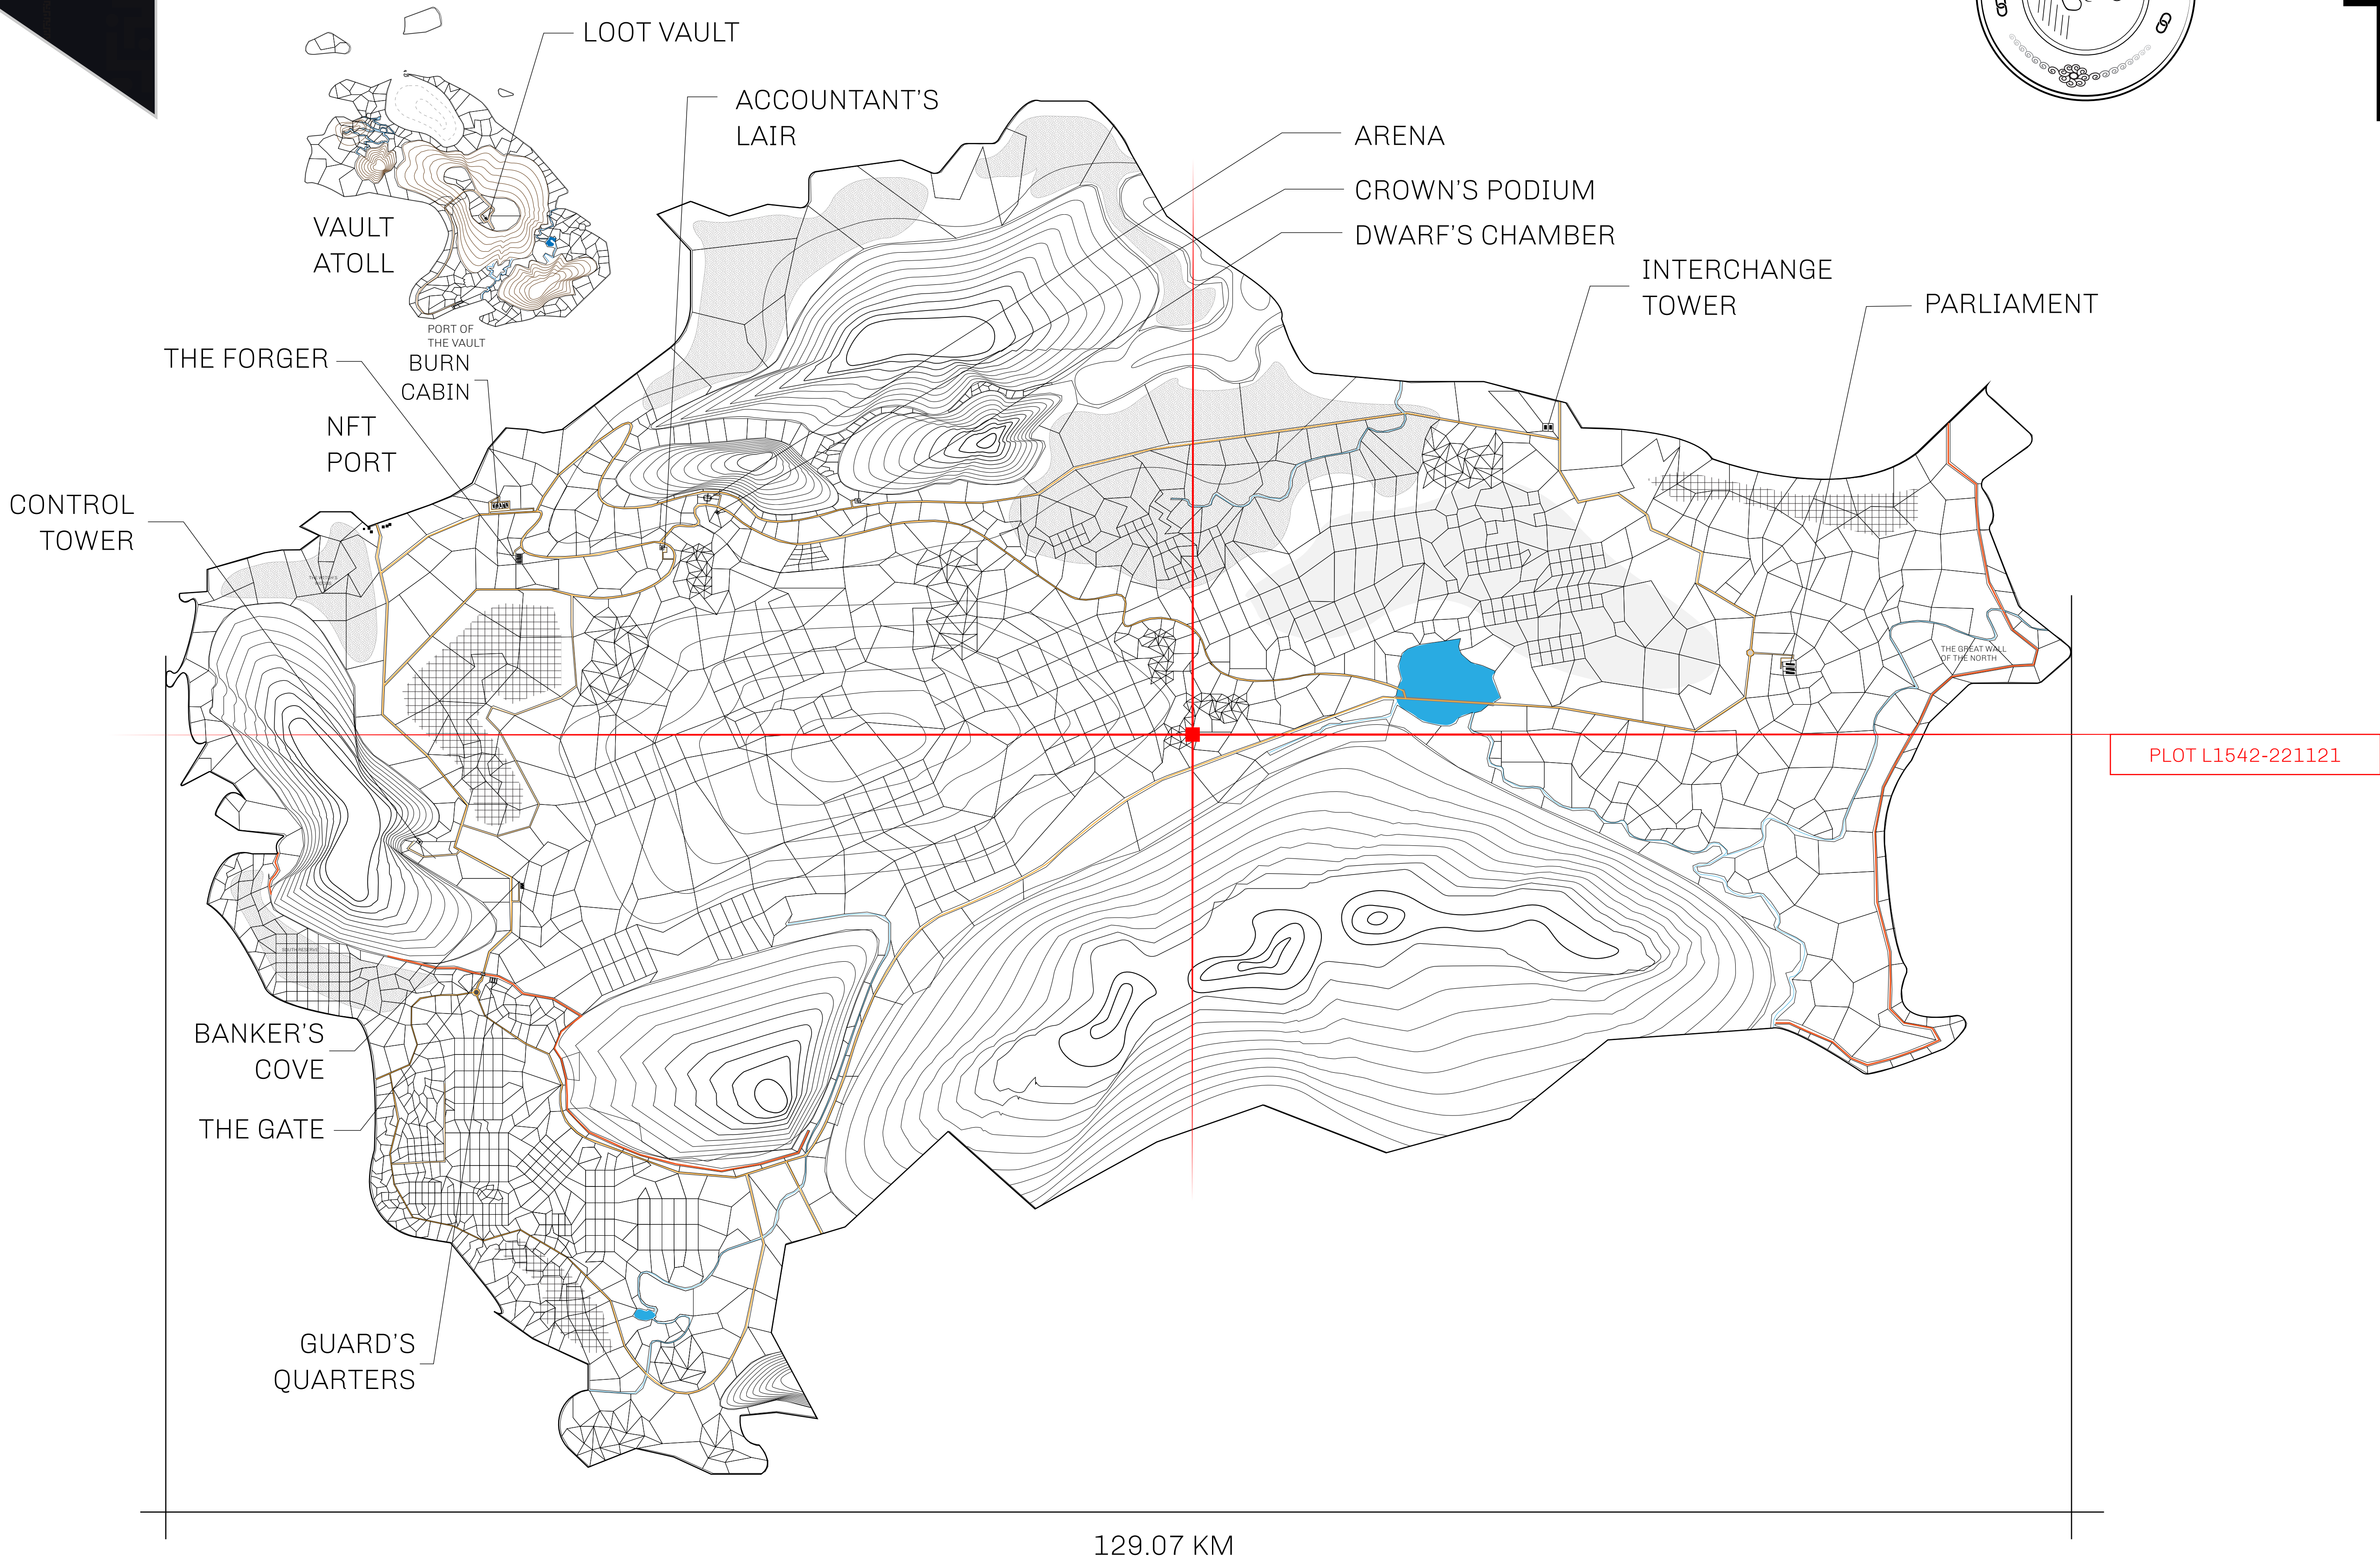 LOOT VAULT
ACCOUNTANT'S
LAIR
ARENA
CROWN'S PODIUM
DWARF'S CHAMBER
VAULT
ATOLL
INTERCHANGE
TOWER
PARLIAMENT
PORT OF
THE VAULT
THE FORGER
BURN
CABIN
NFT
PORT
CONTROL
TOWER
THE GREAT WALL
OF THE NORTH
PLOT L1542-221121
SOUTH RESERVE
BANKER'S
COVE
THE GATE
GUARD'S
QUARTERS
129.07 KM